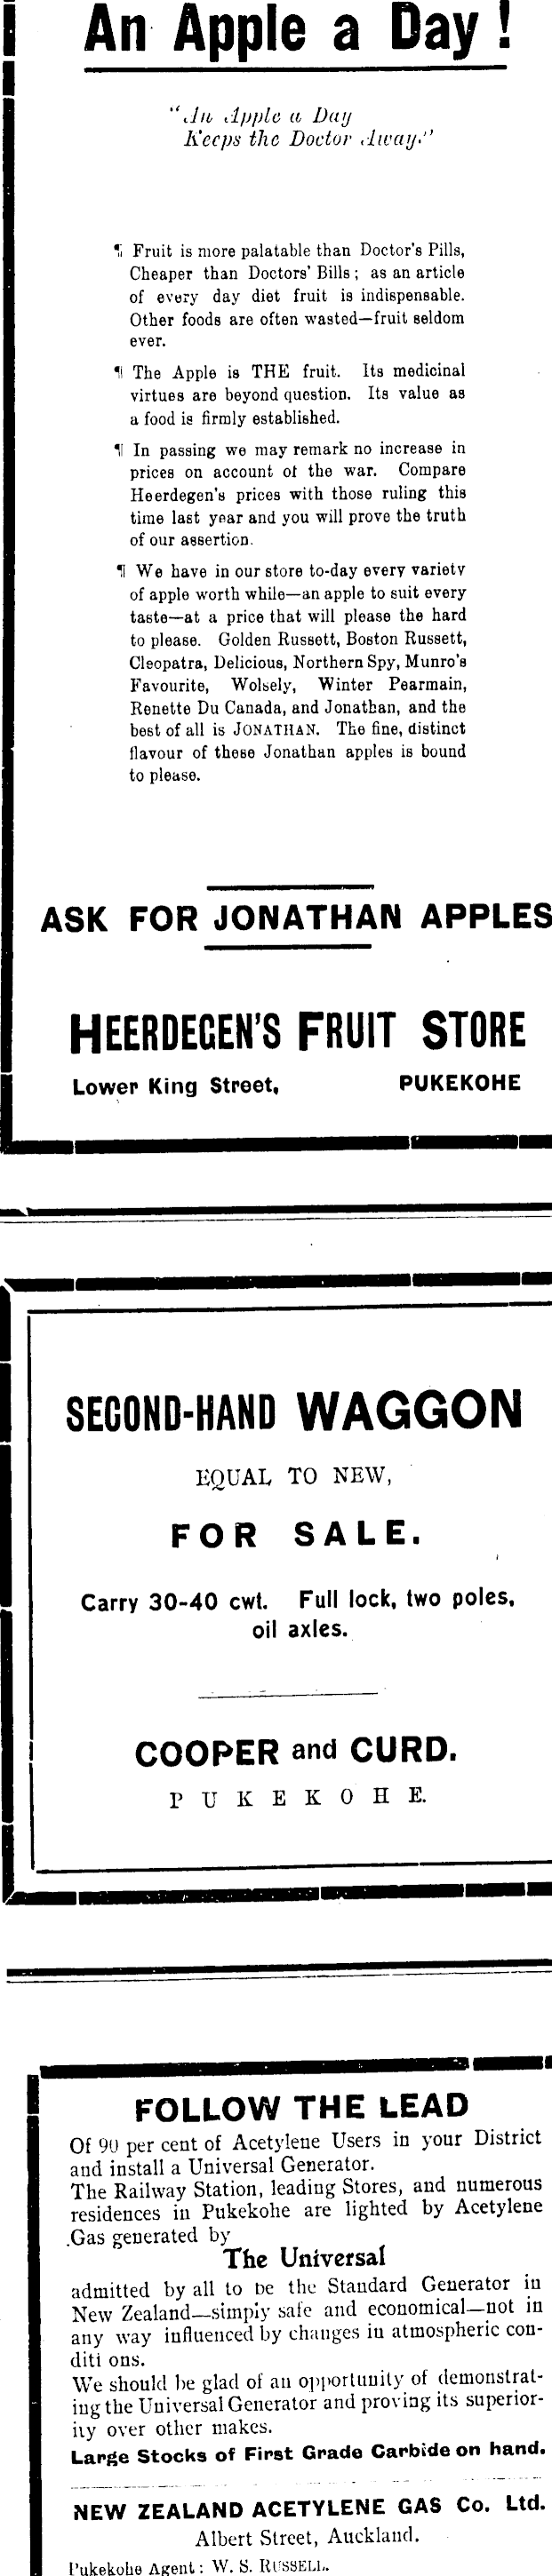 An Apple a Day!
"An Apple a Day
Keeps the Doctor Away."
¶ Fruit is more palatable than Doctor's Pills,
Cheaper than Doctors' Bills; as an article
of every day diet fruit is indispensable.
Other foods are often wasted—fruit seldom
ever.
¶ The Apple is THE fruit. Its medicinal
virtues are beyond question. Its value as
a food is firmly established.
¶ In passing we may remark no increase in
prices on account of the war. Compare
Heerdegen's prices with those ruling this
time last year and you will prove the truth
of our assertion.
¶ We have in our store to-day every variety
of apple worth while—an apple to suit every
taste—at a price that will please the hard
to please. Golden Russett, Boston Russett,
Cleopatra, Delicious, Northern Spy, Munro's
Favourite, Wolsely, Winter Pearmain,
Renette Du Canada, and Jonathan, and the
best of all is JONATHAN. The fine, distinct
flavour of these Jonathan apples is bound
to please.
ASK FOR JONATHAN APPLES
HEERDEGEN'S FRUIT STORE
Lower King Street, PUKEKOHE
SECOND-HAND WAGGON
EQUAL TO NEW,
FOR SALE.
Carry 30-40 cwt. Full lock, two poles,
oil axles.
COOPER and CURD.
PUKEKOHE.
FOLLOW THE LEAD
Of 90 per cent of Acetylene Users in your District
and install a Universal Generator.
The Railway Station, leading Stores, and numerous
residences in Pukekohe are lighted by Acetylene
Gas generated by
The Universal
admitted by all to be the Standard Generator in
New Zealand—simply safe and economical—not in
any way influenced by changes in atmospheric con-
diti ons.
We should be glad of an opportunity of demonstrat-
ing the Universal Generator and proving its superior-
ity over other makes.
Large Stocks of First Grade Carbide on hand.
NEW ZEALAND ACETYLENE GAS Co. Ltd.
Albert Street, Auckland.
Pukekohe Agent: W. S. RUSSELL.